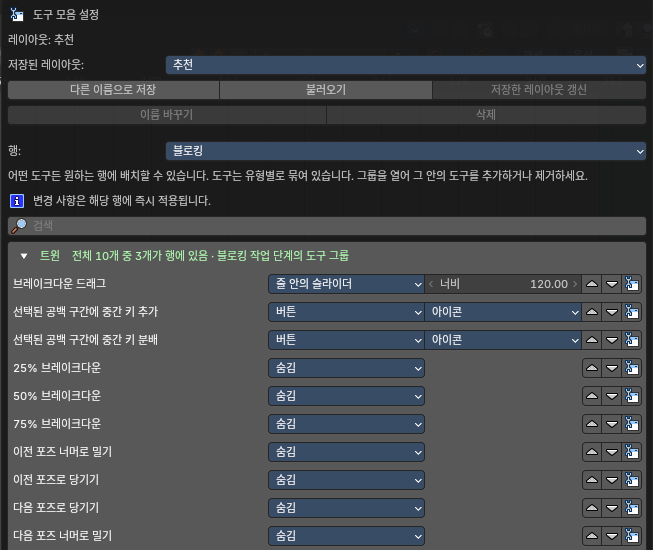 도구 모음 설정
레이아웃: 추천
저장된 레이아웃: 추천
다른 이름으로 저장 불러오기 저장한 레이아웃 갱신
이름 바꾸기 삭제
행: 블로킹
어떤 도구든 원하는 행에 배치할 수 있습니다. 도구는 유형별로 묶여 있습니다. 그룹을 열어 그 안의 도구를 추가하거나 제거하세요.
변경 사항은 해당 행에 즉시 적용됩니다.
검색
트윈 전체 10개 중 3개가 행에 있음 · 블로킹 작업 단계의 도구 그룹
브레이크다운 드래그 줄 안의 슬라이더 너비 120.00
선택된 공백 구간에 중간 키 추가 버튼 아이콘
선택된 공백 구간에 중간 키 분배 버튼 아이콘
25% 브레이크다운 숨김
50% 브레이크다운 숨김
75% 브레이크다운 숨김
이전 포즈 너머로 밀기 숨김
이전 포즈로 당기기 숨김
다음 포즈로 당기기 숨김
다음 포즈 너머로 밀기 숨김